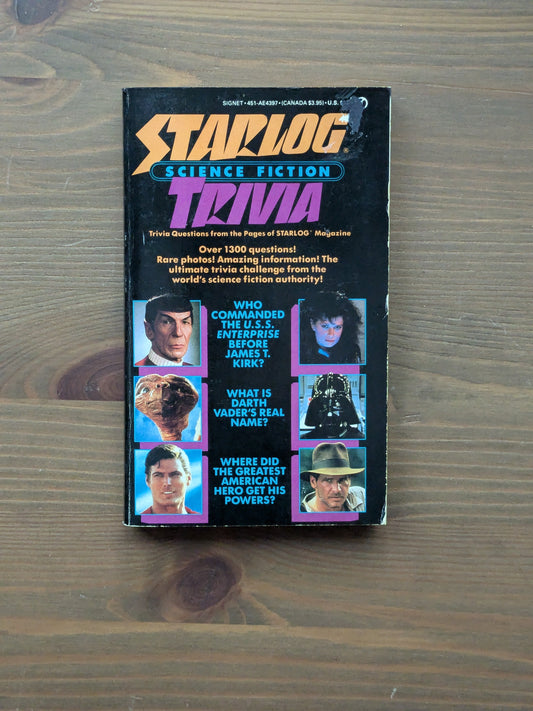 SIGNET • 451-AE4397 • (CANADA $3.95) • U.S.
STARLOG®
SCIENCE FICTION
TRIVIA
Trivia Questions from the Pages of STARLOG™ Magazine
Over 1300 questions!
Rare photos! Amazing information! The
ultimate trivia challenge from the
world's science fiction authority!
WHO
COMMANDED
THE U.S.S.
ENTERPRISE
BEFORE
JAMES T.
KIRK?
WHAT IS
DARTH
VADER'S REAL
NAME?
WHERE DID
THE GREATEST
AMERICAN
HERO GET HIS
POWERS?